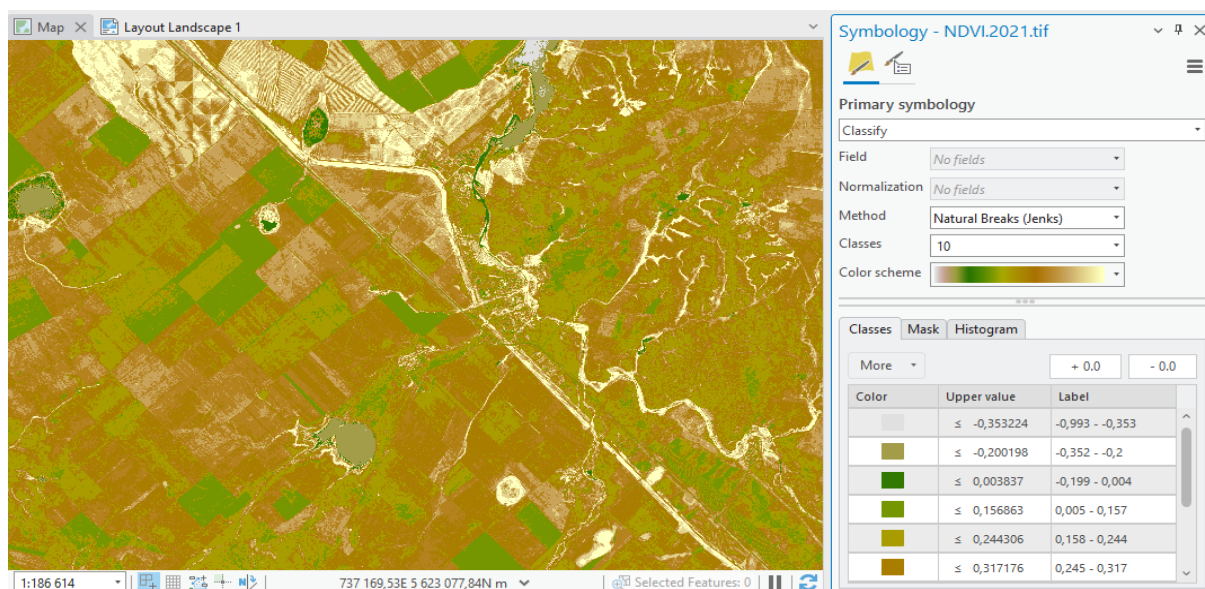 Map
Layout Landscape 1
1:186 614
737 169,53E 5 623 077,84N m
Selected Features: 0
Symbology - NDVI.2021.tif
Primary symbology
Classify
Field No fields
Normalization No fields
Method Natural Breaks (Jenks)
Classes 10
Color scheme
Classes Mask Histogram
More + 0.0 - 0.0
Color Upper value Label
≤ -0,353224 -0,993 - -0,353
≤ -0,200198 -0,352 - -0,2
≤ 0,003837 -0,199 - 0,004
≤ 0,156863 0,005 - 0,157
≤ 0,244306 0,158 - 0,244
≤ 0,317176 0,245 - 0,317